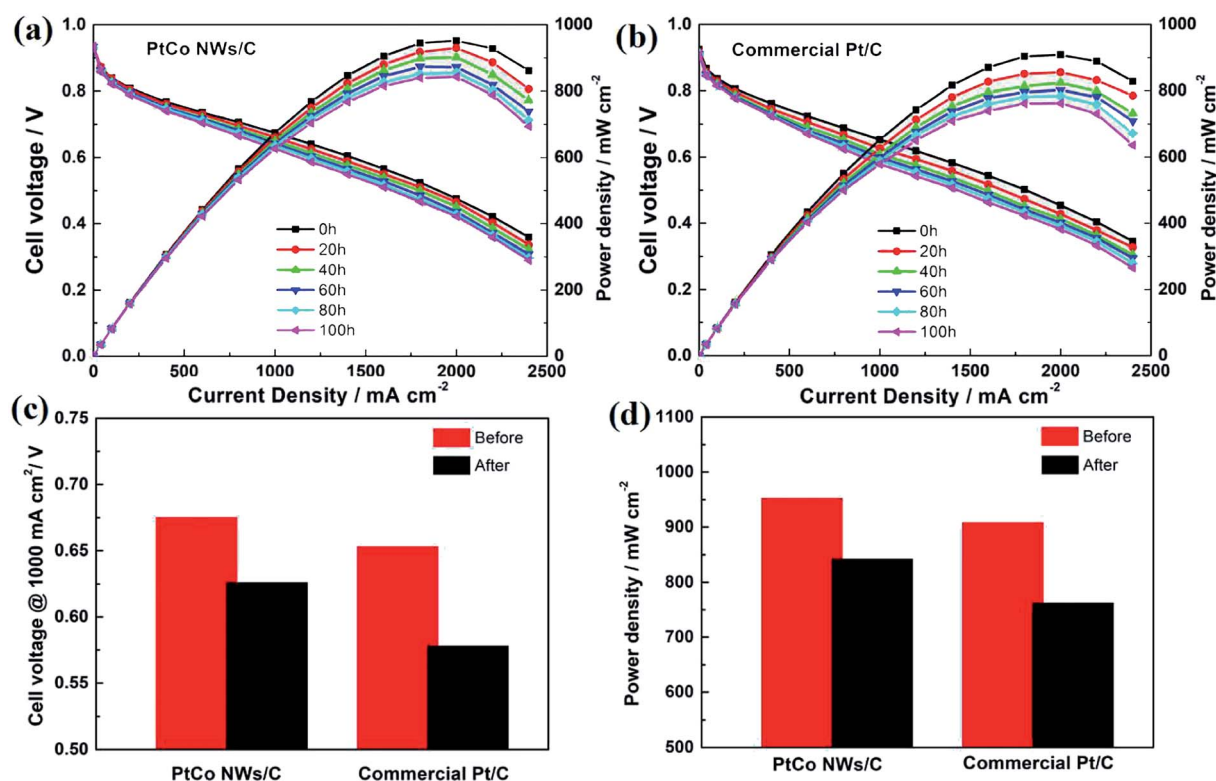 (a)
PtCo NWs/C
Cell voltage / V
1.0
0.8
0.6
0.4
0.2
0.0
1000
800
600
400
200
0
Power density / mW cm-2
0h
20h
40h
60h
80h
100h
0 500 1000 1500 2000 2500
Current Density / mA cm-2
(b)
Commercial Pt/C
Cell voltage / V
1.0
0.8
0.6
0.4
0.2
0.0
1000
800
600
400
200
0
Power density / mW cm-2
0h
20h
40h
60h
80h
100h
0 500 1000 1500 2000 2500
Current Density / mA cm-2
(c)
Cell voltage @ 1000 mA cm2/ V
0.75
0.70
0.65
0.60
0.55
0.50
Before
After
PtCo NWs/C Commercial Pt/C
(d)
Power density / mW cm-2
1100
1000
900
800
700
600
500
Before
After
PtCo NWs/C Commercial Pt/C